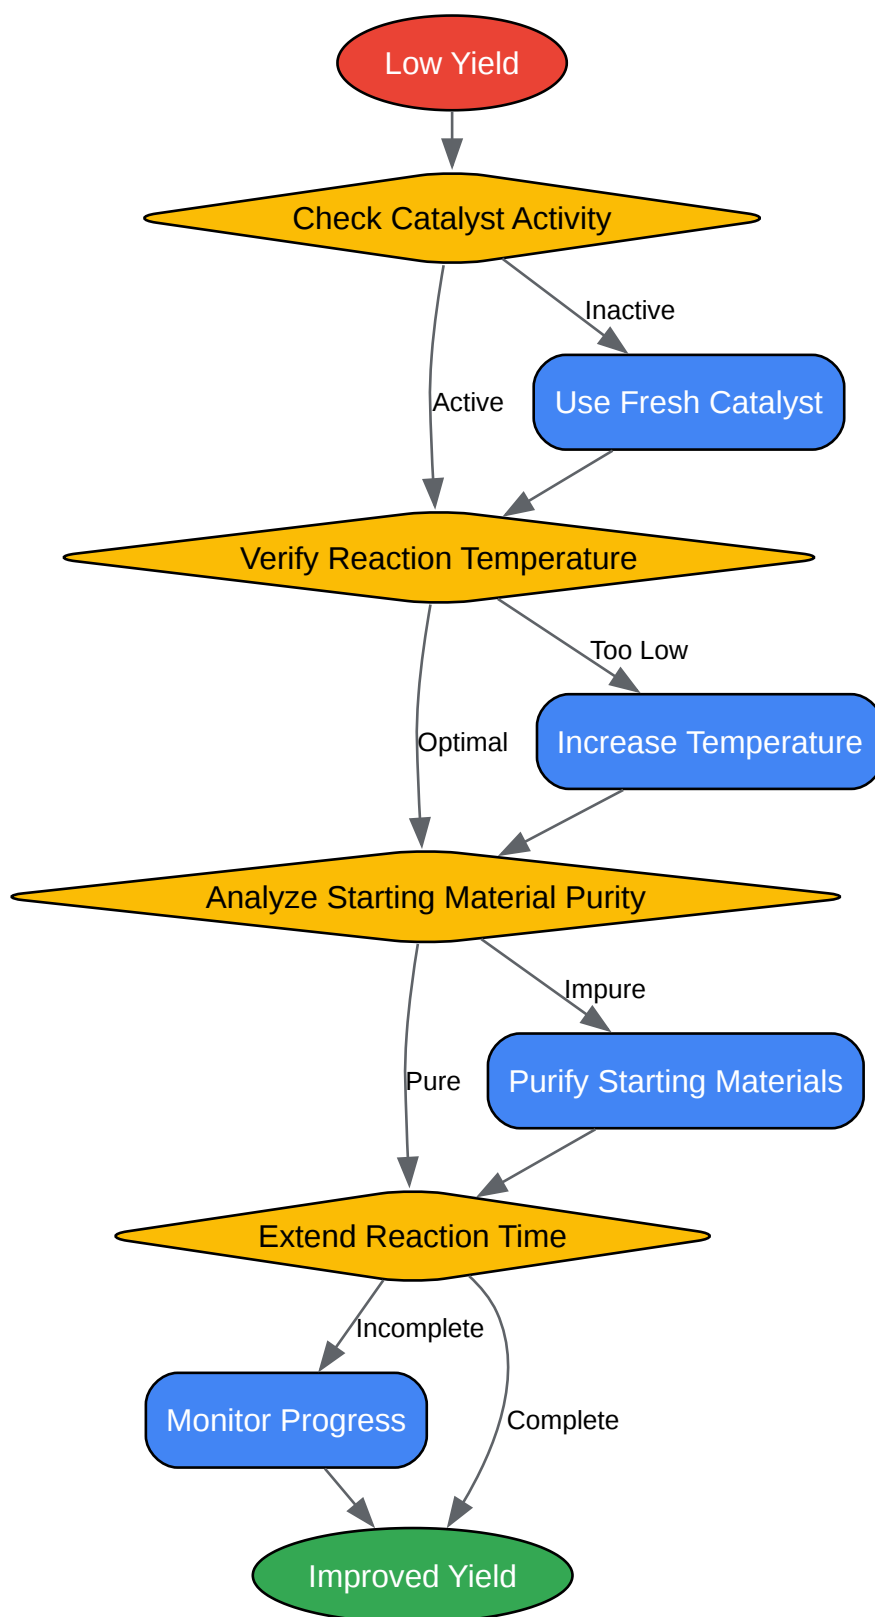 Low Yield
Check Catalyst Activity
Inactive
Active
Use Fresh Catalyst
Verify Reaction Temperature
Too Low
Optimal
Increase Temperature
Analyze Starting Material Purity
Impure
Pure
Purify Starting Materials
Extend Reaction Time
Incomplete
Monitor Progress
Complete
Improved Yield